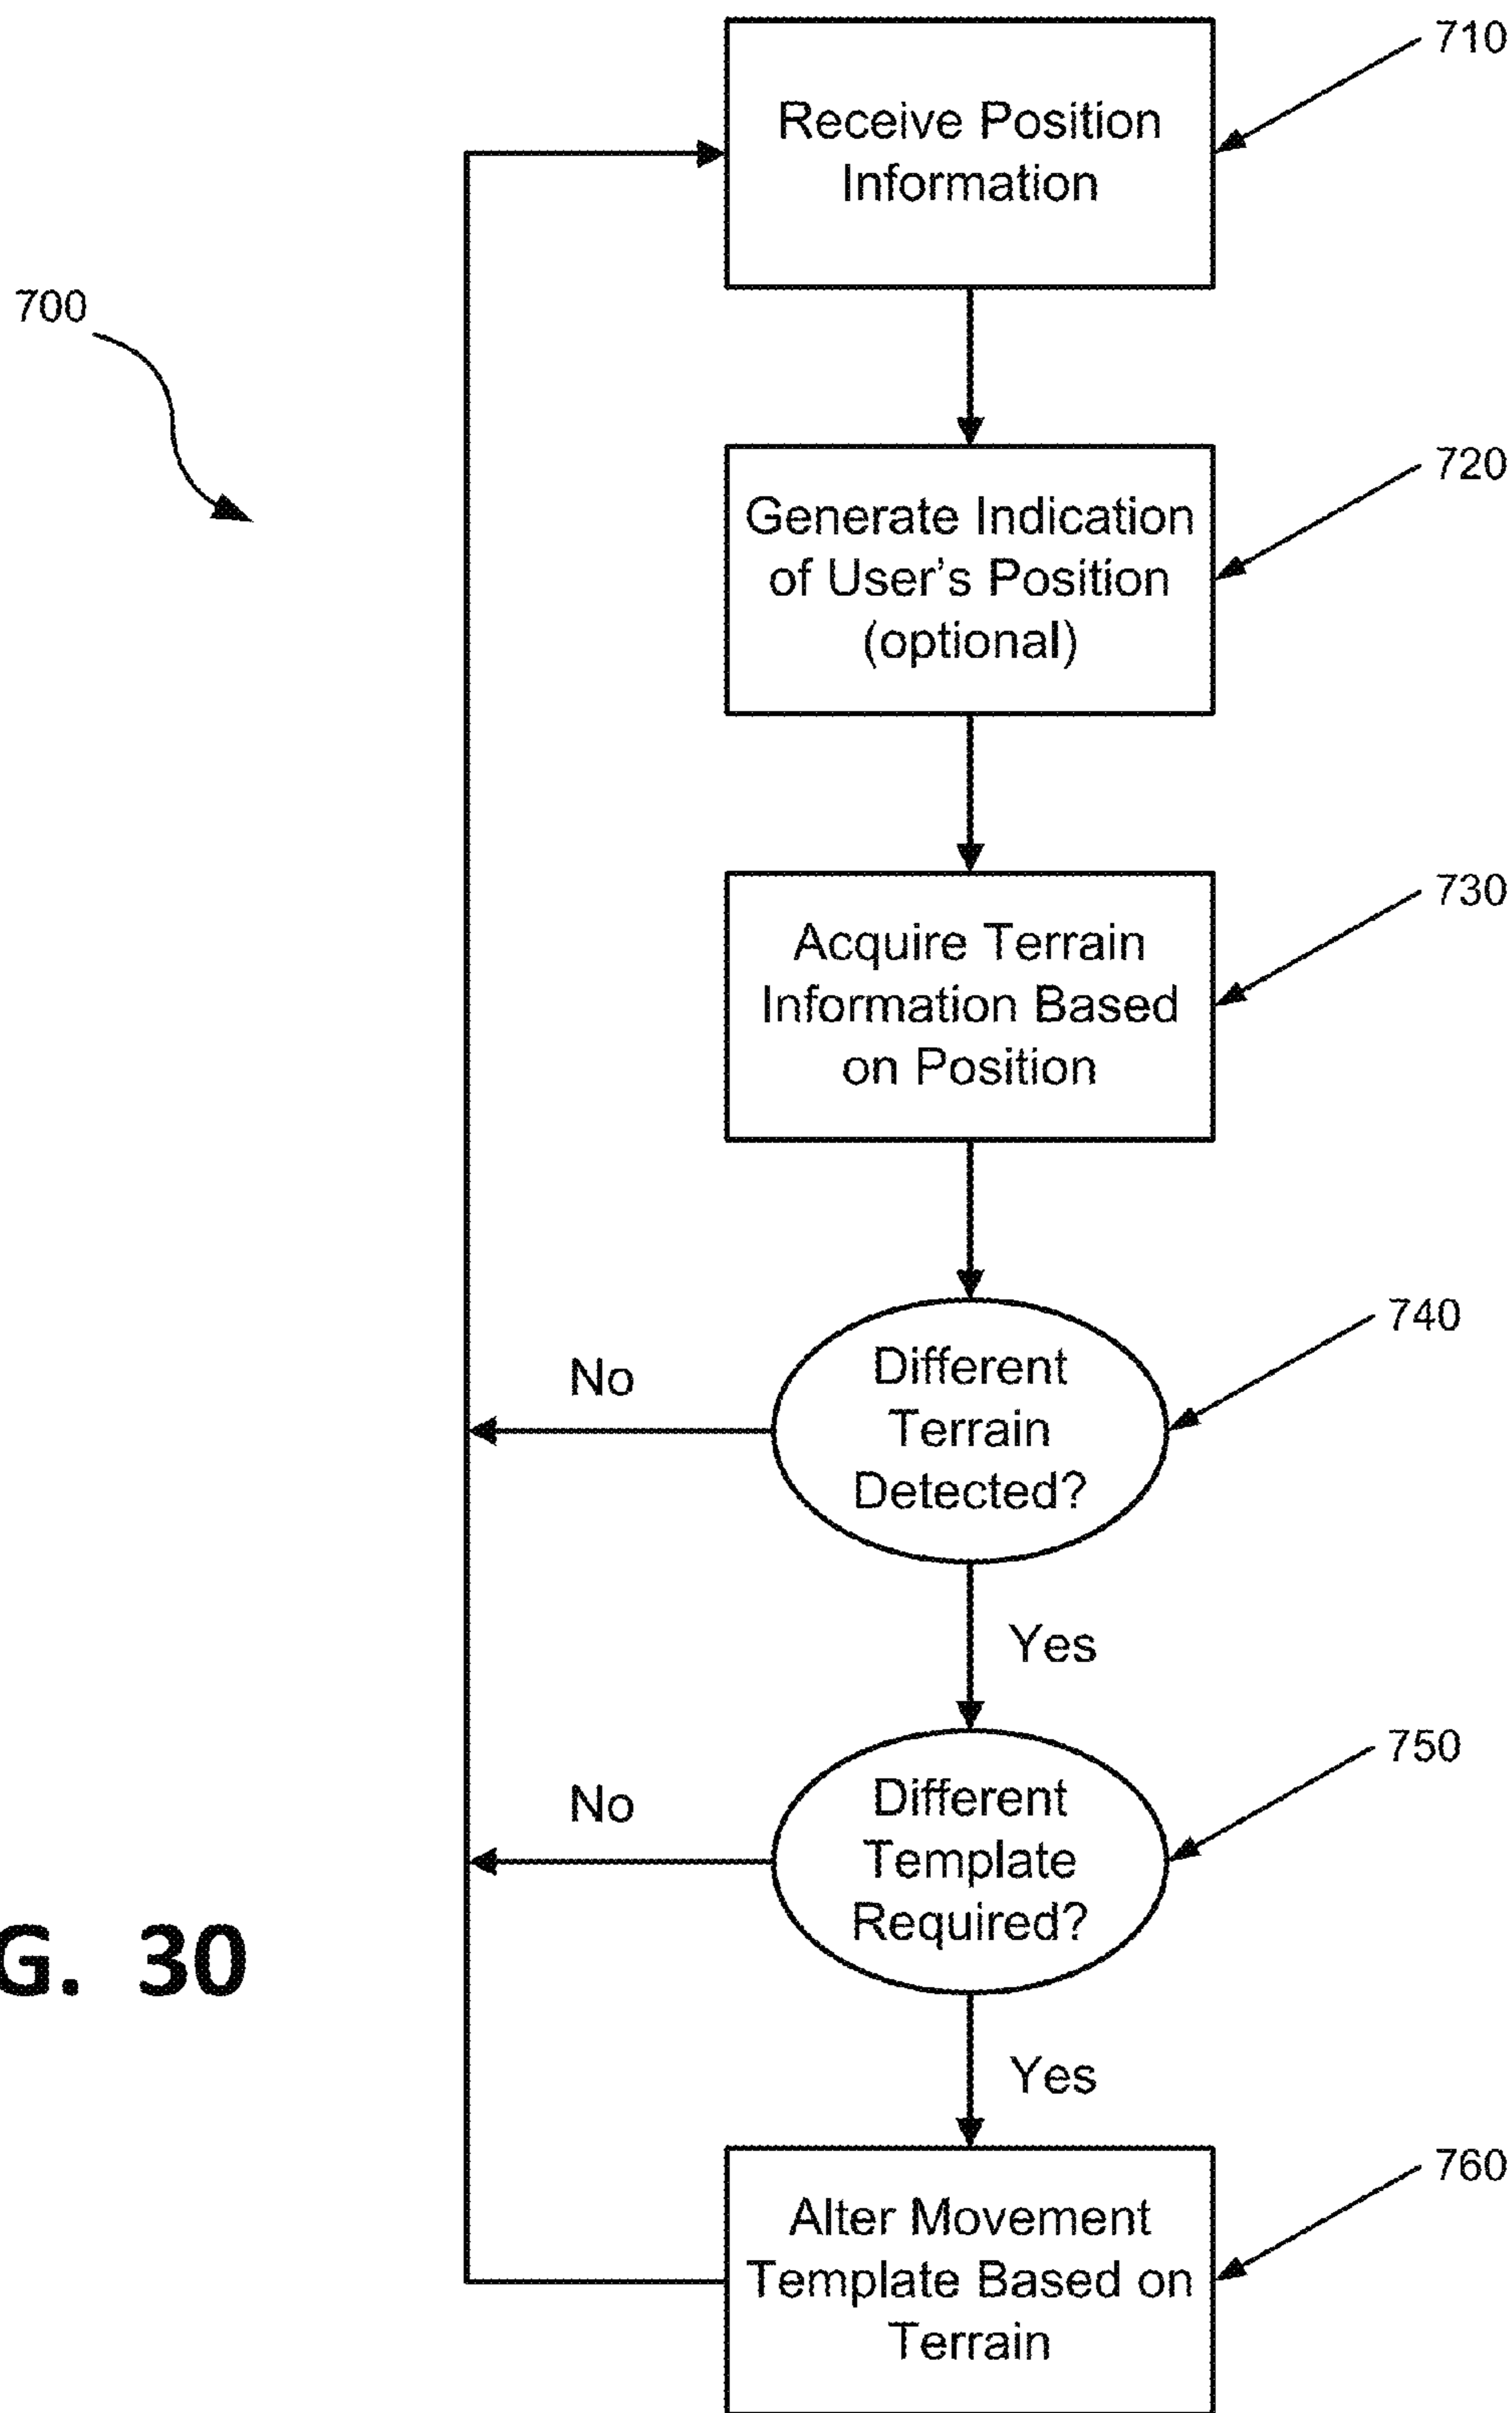 710
Receive Position
Information
700
720
Generate Indication
of User's Position
(optional)
730
Acquire Terrain
Information Based
on Position
740
Different
Terrain
Detected?
No
Yes
750
Different
Template
Required?
No
G. 30
Yes
760
Alter Movement
Template Based on
Terrain